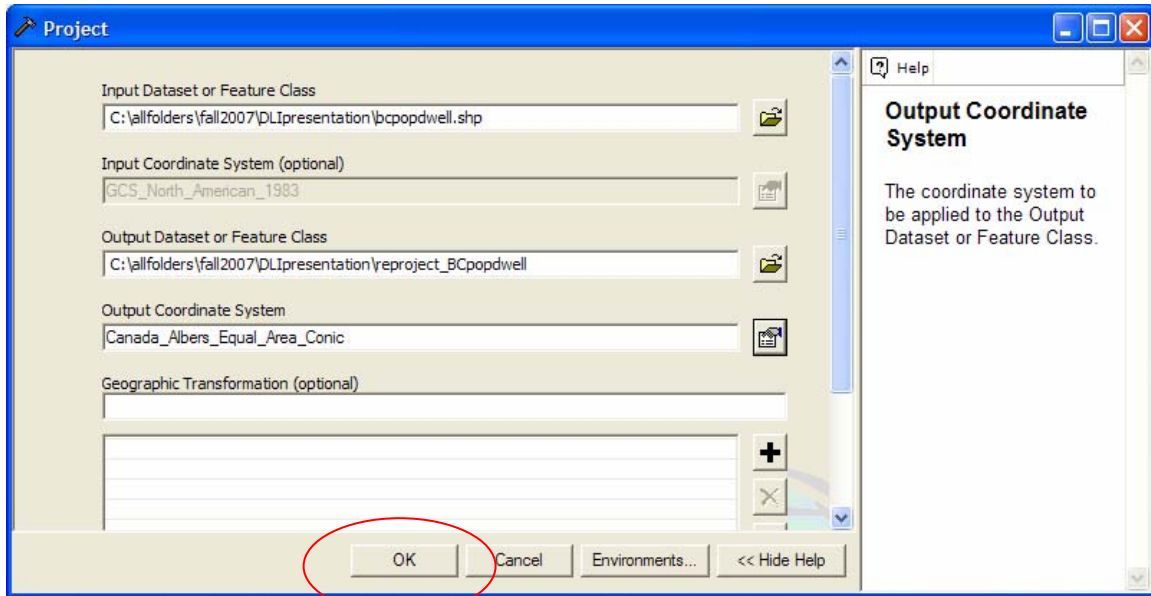 Project
Input Dataset or Feature Class
C:\allfolders\fall2007\DLIpresentation\bcpopdwell.shp
Input Coordinate System (optional)
GCS_North_American_1983
Output Dataset or Feature Class
C:\allfolders\fall2007\DLIpresentation\reproject_BCpopdwell
Output Coordinate System
Canada_Albers_Equal_Area_Conic
Geographic Transformation (optional)
OK
Cancel
Environments...
<< Hide Help
Help
Output Coordinate
System
The coordinate system to
be applied to the Output
Dataset or Feature Class.